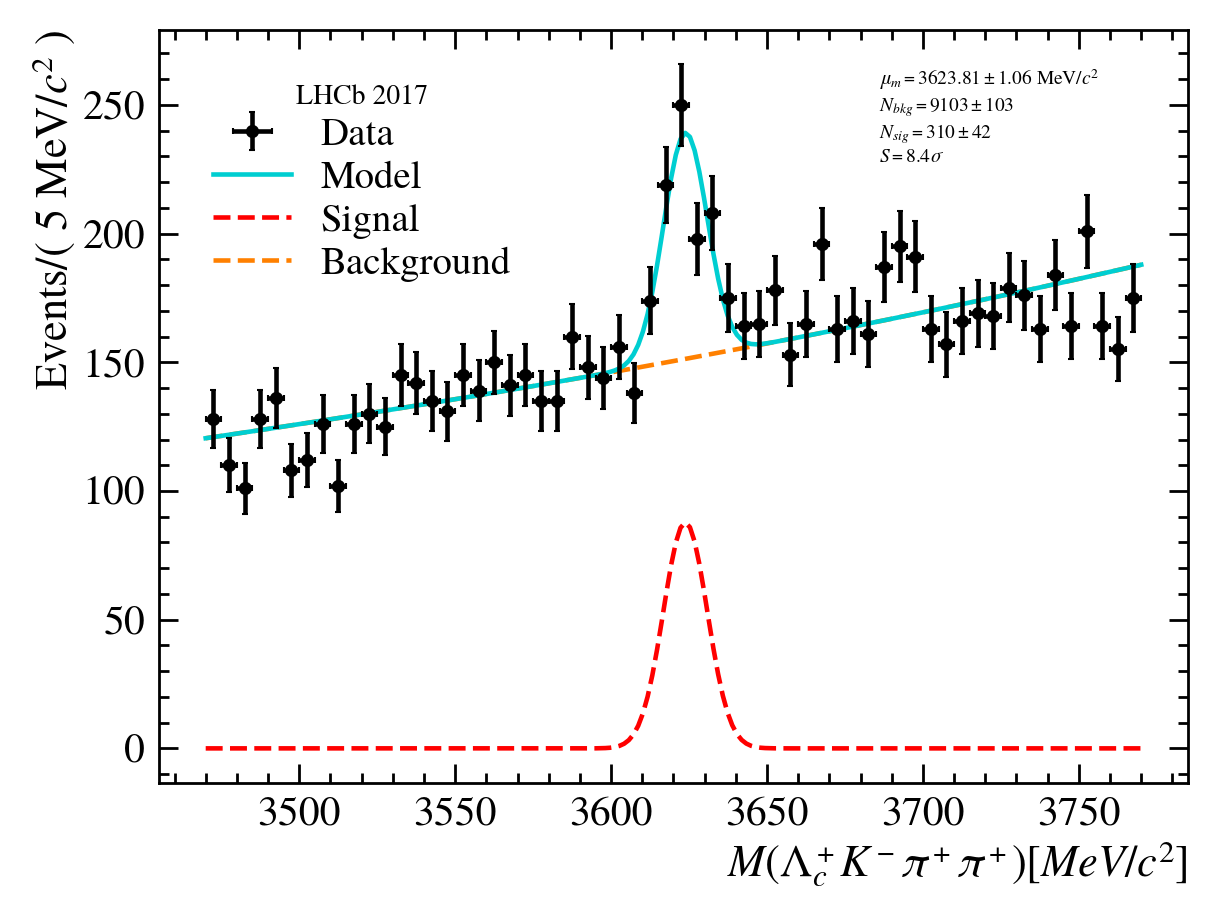 Events/( 5 MeV/c² )
250
200
150
100
50
0
LHCb 2017
Data
Model
Signal
Background
μₘ = 3623.81 ± 1.06 MeV/c²
N_bkg = 9103 ± 103
N_sig = 310 ± 42
S = 8.4σ
3500 3550 3600 3650 3700 3750
M(Λ_c^+ K^- π^+ π^+)[MeV/c²]